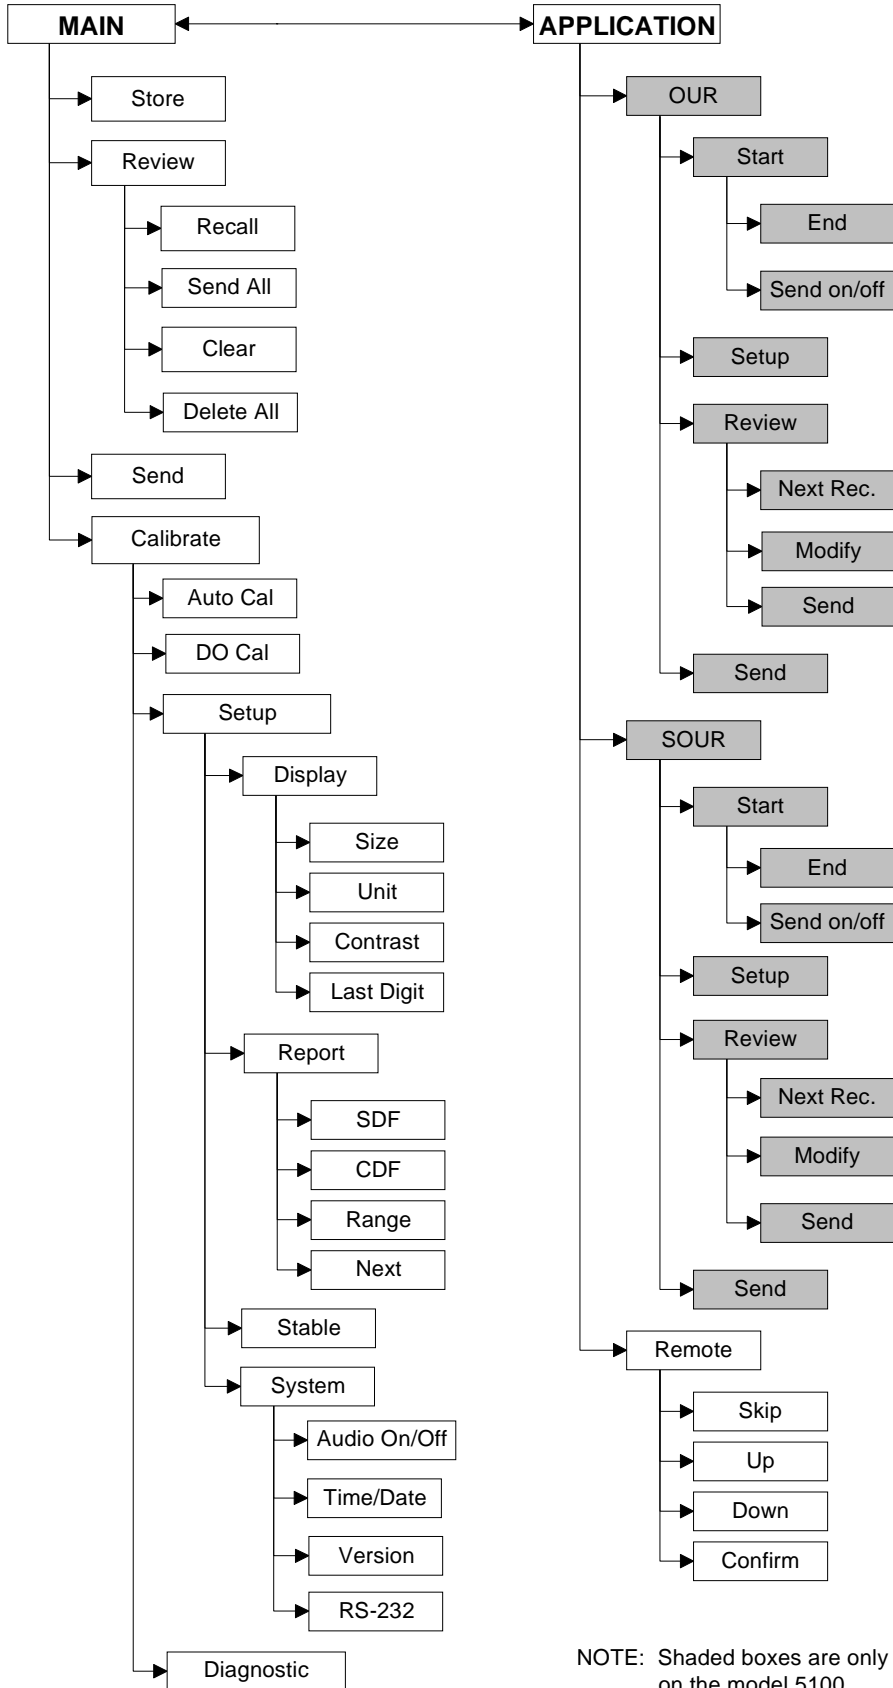 MAIN
APPLICATION
Store
Review
Recall
Send All
Clear
Delete All
Send
Calibrate
Auto Cal
DO Cal
Setup
Display
Size
Unit
Contrast
Last Digit
Report
SDF
CDF
Range
Next
Stable
System
Audio On/Off
Time/Date
Version
RS-232
Diagnostic
OUR
Start
End
Send on/off
Setup
Review
Next Rec.
Modify
Send
Send
SOUR
Start
End
Send on/off
Setup
Review
Next Rec.
Modify
Send
Send
Remote
Skip
Up
Down
Confirm
NOTE: Shaded boxes are only
on the model 5100